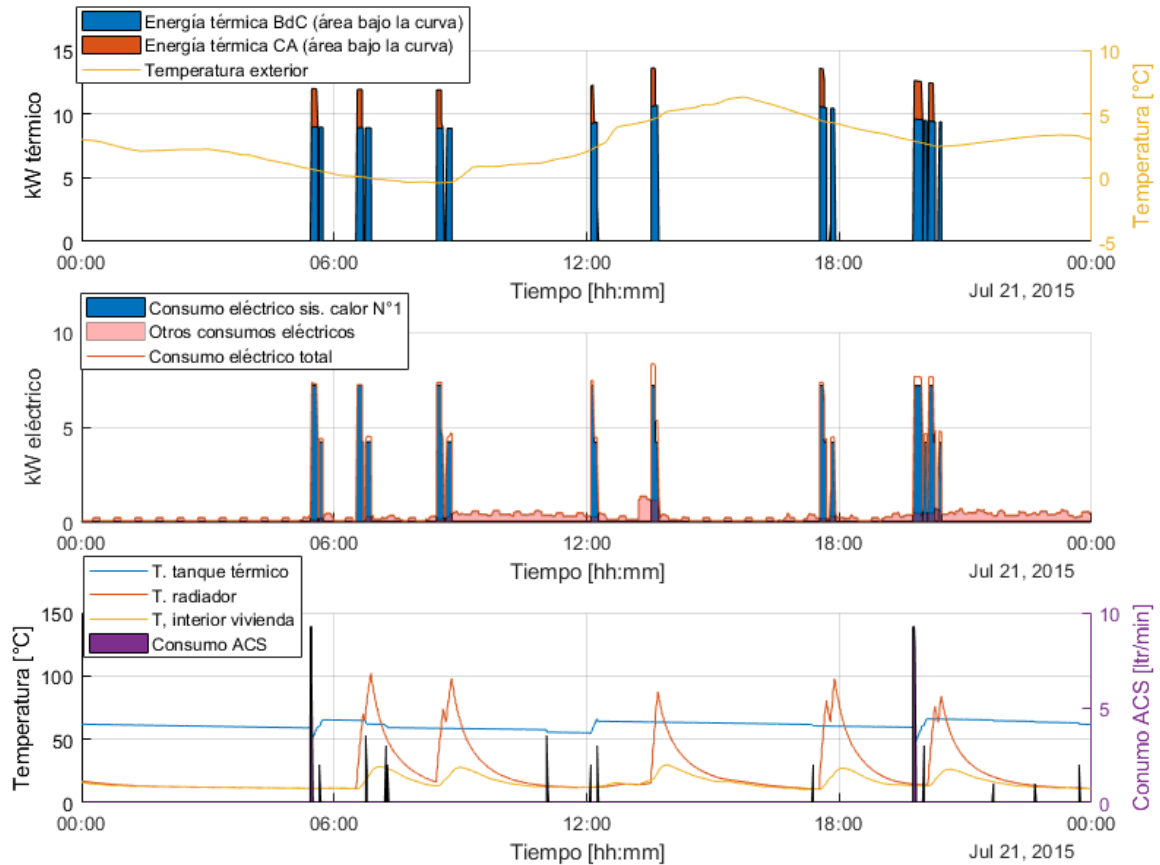 Energía térmica BdC (área bajo la curva)
Energía térmica CA (área bajo la curva)
Temperatura exterior
15
10
5
0
kW térmico
10
5
0
-5
Temperatura [°C]
00:00
06:00
12:00
18:00
00:00
Tiempo [hh:mm]
Jul 21, 2015
Consumo eléctrico sis. calor N°1
Otros consumos eléctricos
Consumo eléctrico total
10
5
0
kW eléctrico
00:00
06:00
12:00
18:00
00:00
Tiempo [hh:mm]
Jul 21, 2015
T. tanque térmico
T. radiador
T, interior vivienda
Consumo ACS
150
100
50
0
Temperatura [°C]
10
5
0
Conumo ACS [ltr/min]
00:00
06:00
12:00
18:00
00:00
Tiempo [hh:mm]
Jul 21, 2015